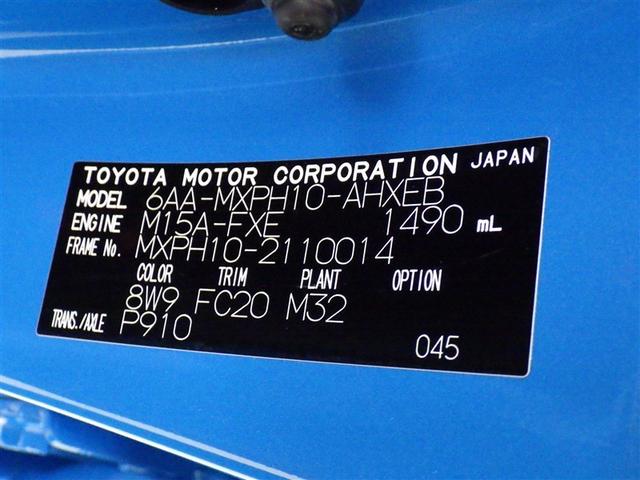 TOYOTA MOTOR CORPORATION JAPAN
MODEL 6AA-MXPH10-AHXEB
ENGINE M15A-FXE 1490 mL
FRAME No. MXPH10-2110014
COLOR TRIM PLANT OPTION
8W9 FC20 M32
TRANS./AXLE P910
045